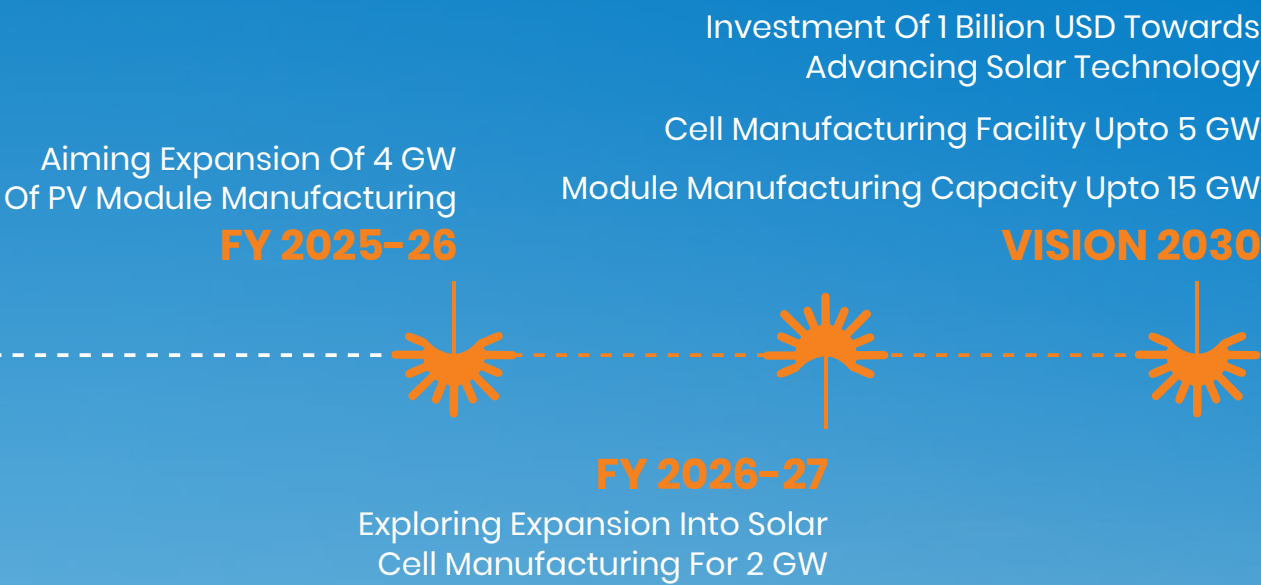 Aiming Expansion Of 4 GW
Of PV Module Manufacturing
FY 2025-26
FY 2026-27
Exploring Expansion Into Solar
Cell Manufacturing For 2 GW
Investment Of 1 Billion USD Towards
Advancing Solar Technology
Cell Manufacturing Facility Upto 5 GW
Module Manufacturing Capacity Upto 15 GW
VISION 2030